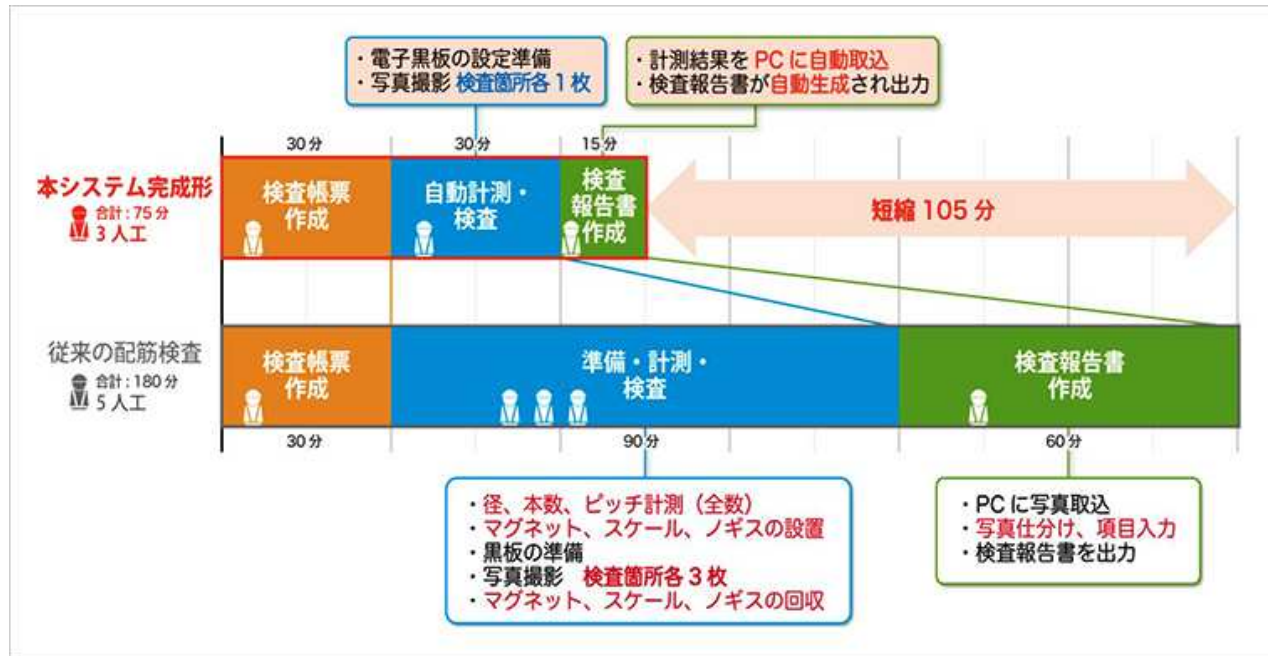 ・電子黒板の設定準備
・写真撮影 検査箇所各1枚
・計測結果を PC に自動取込
・検査報告書が自動生成され出力
30分
30分
15分
本システム完成形
合計：75分
3人工
検査帳票
作成
自動計測・
検査
検査
報告書
作成
短縮 105 分
従来の配筋検査
合計：180分
5人工
検査帳票
作成
準備・計測・
検査
検査報告書
作成
30分
90分
60分
・径、本数、ピッチ計測（全数）
・マグネット、スケール、ノギスの設置
・黒板の準備
・写真撮影 検査箇所各3枚
・マグネット、スケール、ノギスの回収
・PC に写真取込
・写真仕分け、項目入力
・検査報告書を出力